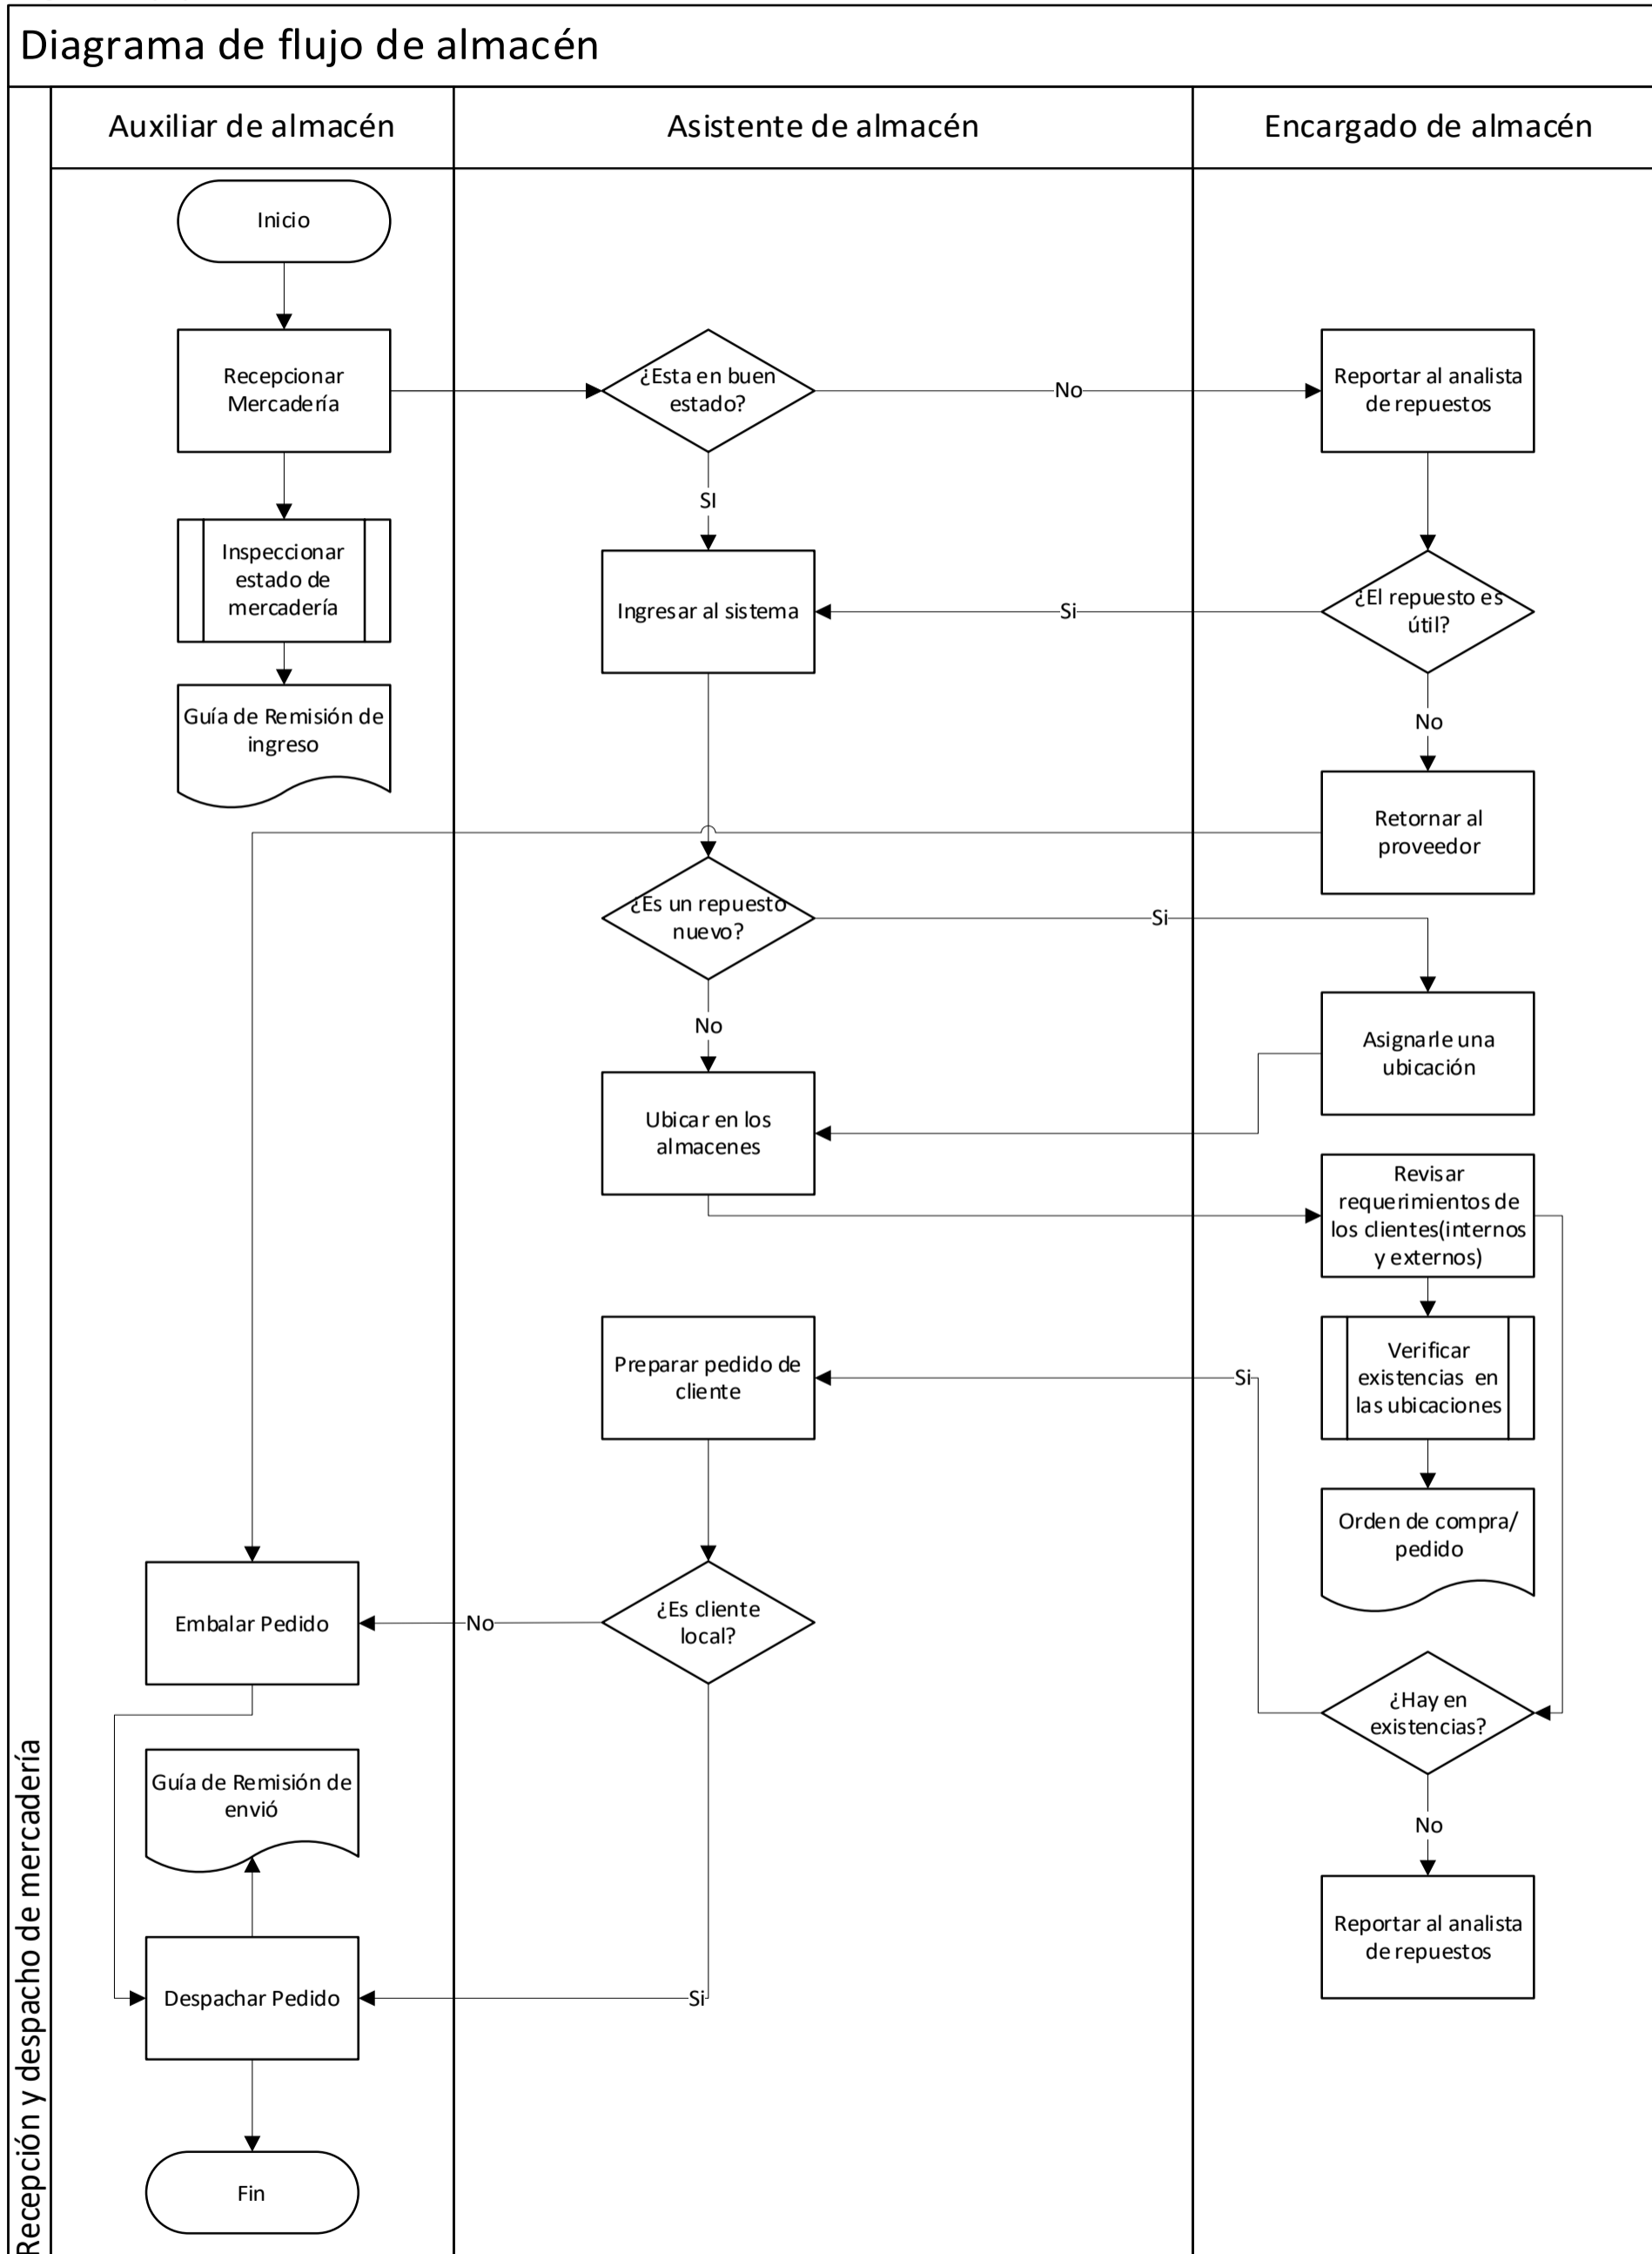 Diagrama de flujo de almacén
Auxiliar de almacén
Asistente de almacén
Encargado de almacén
Recepción y despacho de mercadería
Inicio
Recepcionar
Mercadería
¿Esta en buen
estado?
No
Reportar al analista
de repuestos
SI
Inspeccionar
estado de
mercadería
Ingresar al sistema
Si
¿El repuesto es
útil?
Guía de Remisión de
ingreso
No
Retornar al
proveedor
¿Es un repuesto
nuevo?
Si
No
Asignarle una
ubicación
Ubicar en los
almacenes
Revisar
requerimientos de
los clientes(internos
y externos)
Preparar pedido de
cliente
Si
Verificar
existencias  en
las ubicaciones
Orden de compra/
pedido
Embalar Pedido
No
¿Es cliente
local?
¿Hay en
existencias?
Guía de Remisión de
envió
No
Reportar al analista
de repuestos
Despachar Pedido
Si
Fin